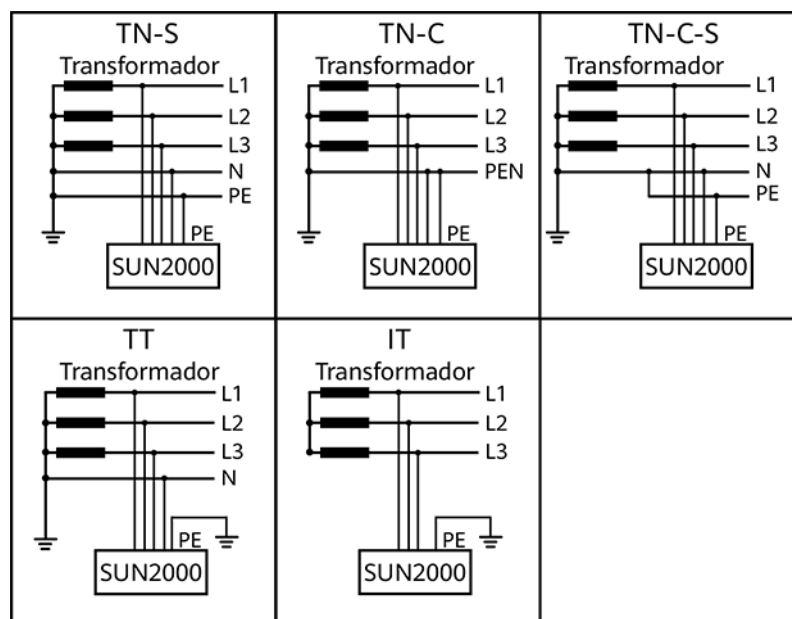 TN-S
Transformador
L1
L2
L3
N
PE
PE
SUN2000
TN-C
Transformador
L1
L2
L3
PEN
PE
SUN2000
TN-C-S
Transformador
L1
L2
L3
N
PE
PE
SUN2000
TT
Transformador
L1
L2
L3
N
PE
SUN2000
IT
Transformador
L1
L2
L3
PE
SUN2000